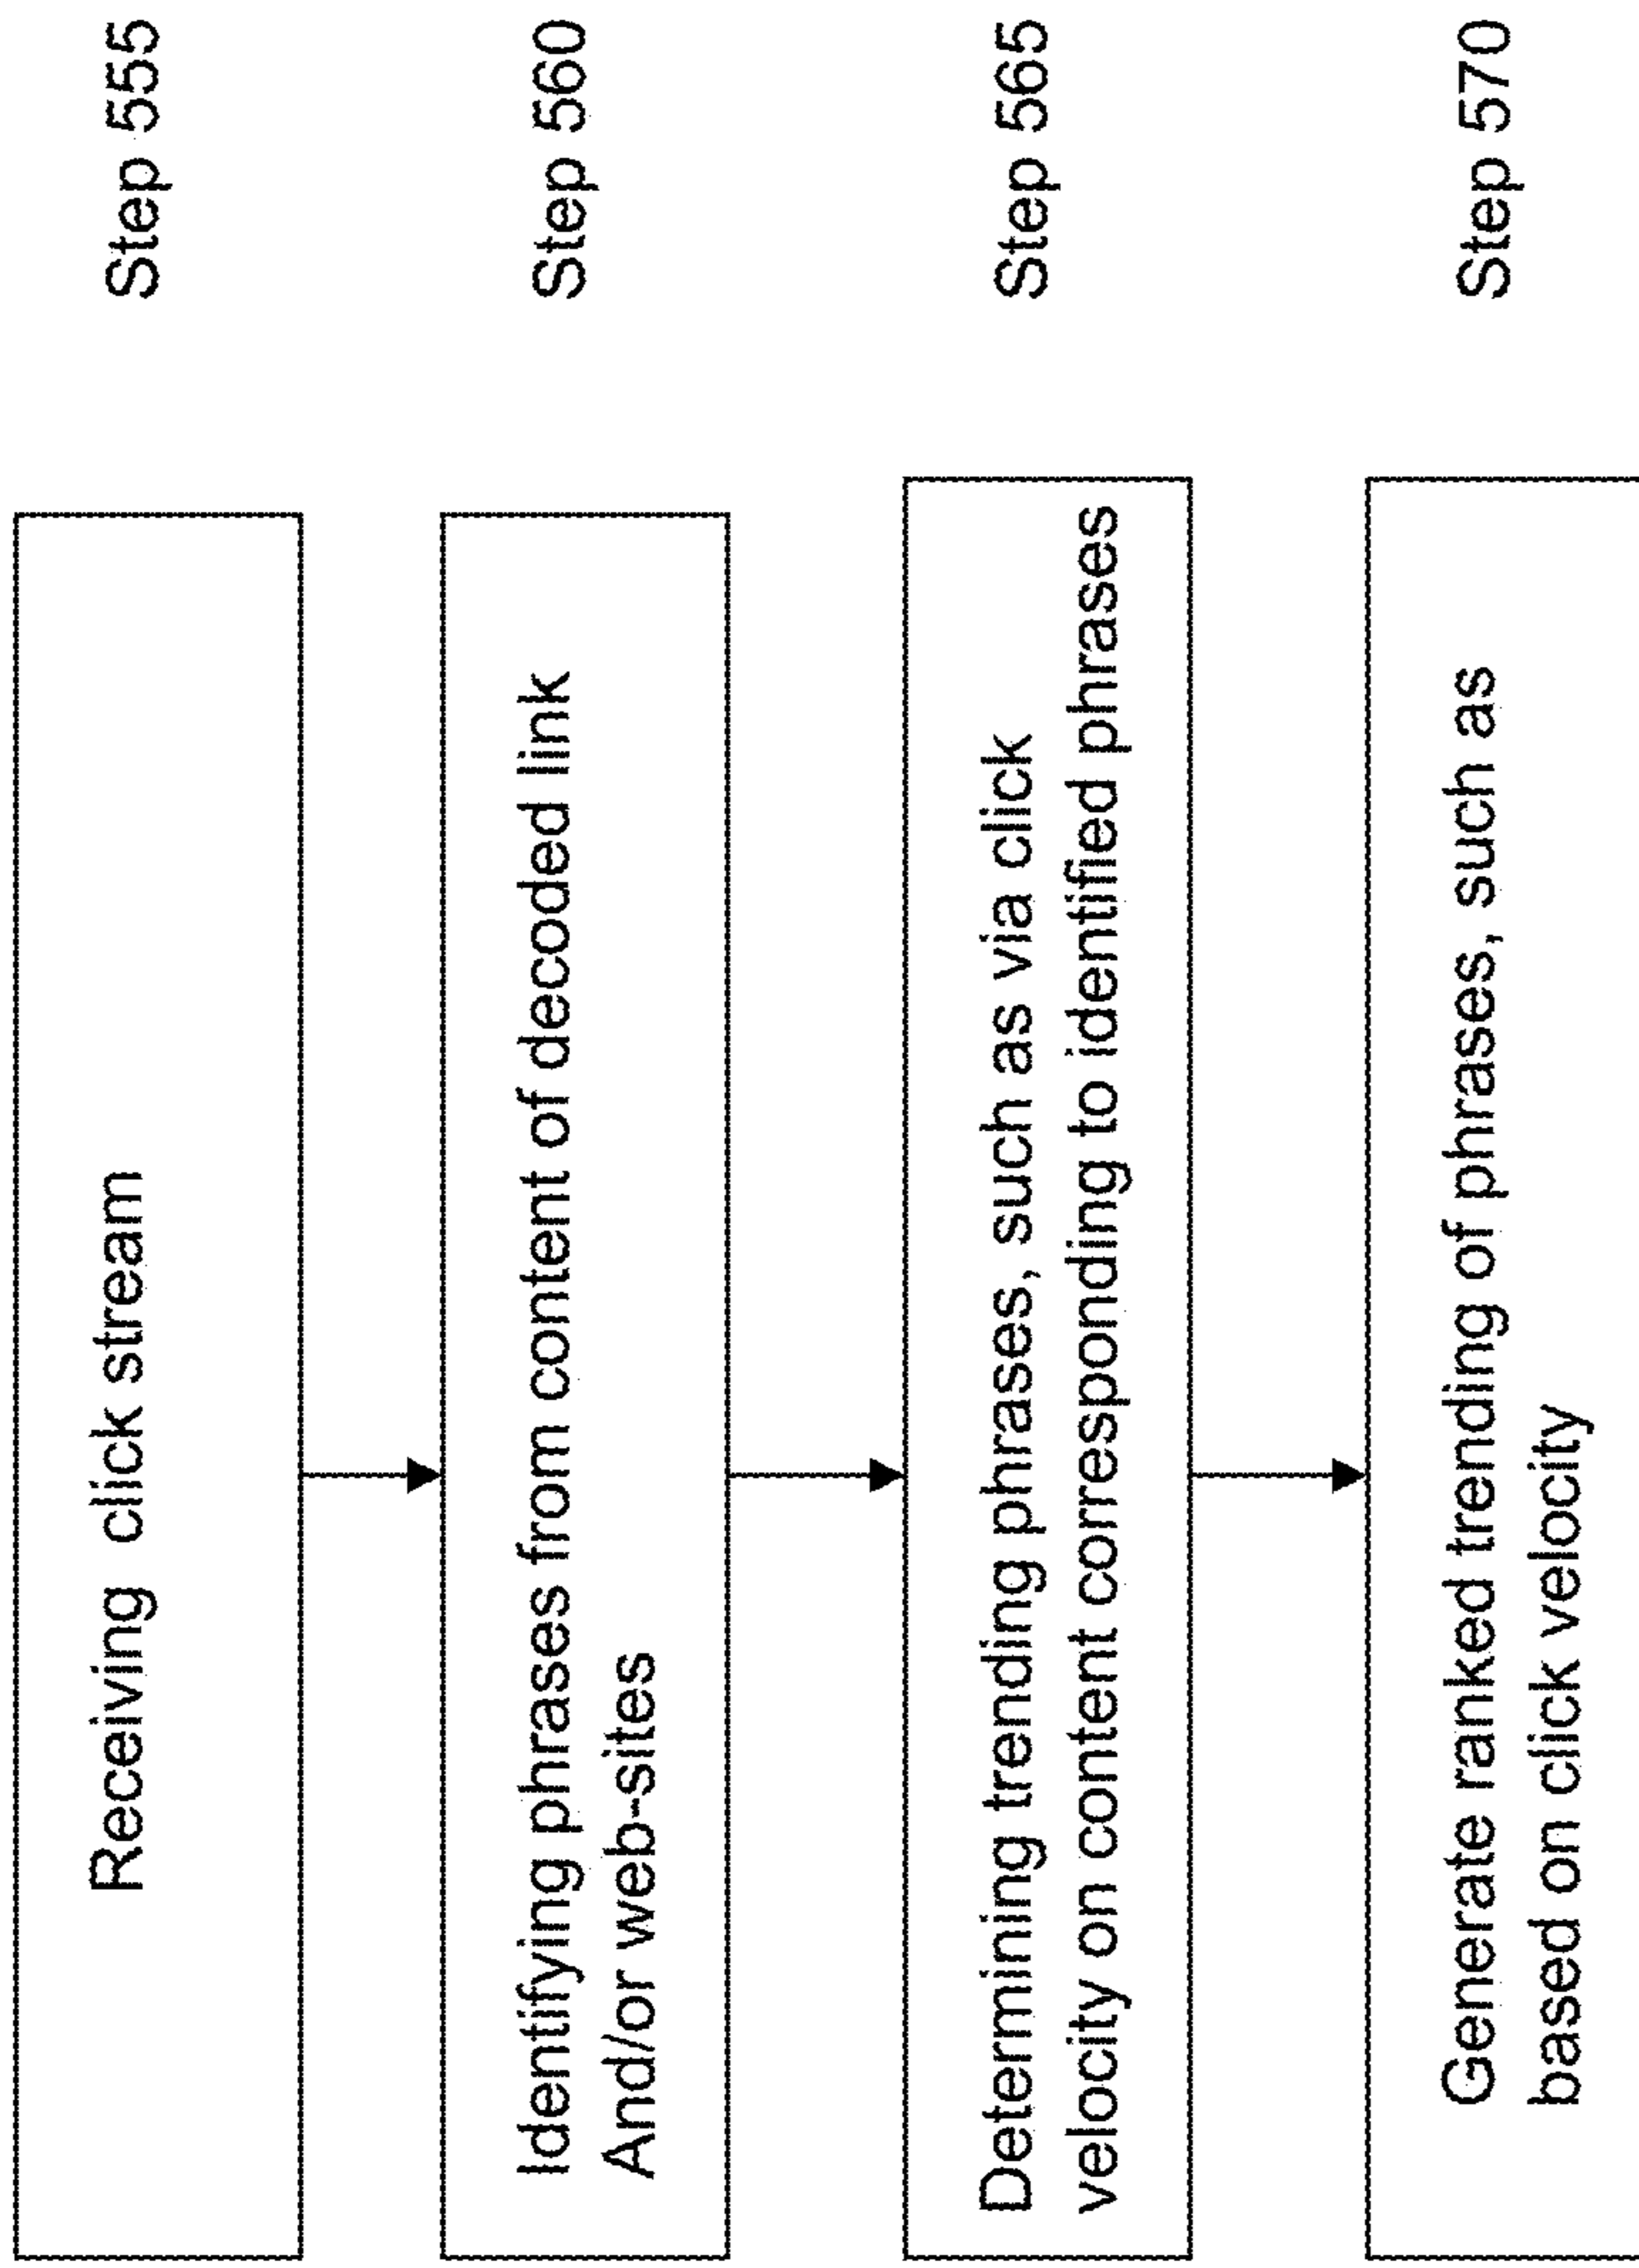 Receiving click stream
Step 555
Identifying phrases from content of decoded link
And/or web-sites
Step 560
Determining trending phrases, such as via click
velocity on content corresponding to identified phrases
Step 565
Generate ranked trending of phrases, such as
based on click velocity
Step 570